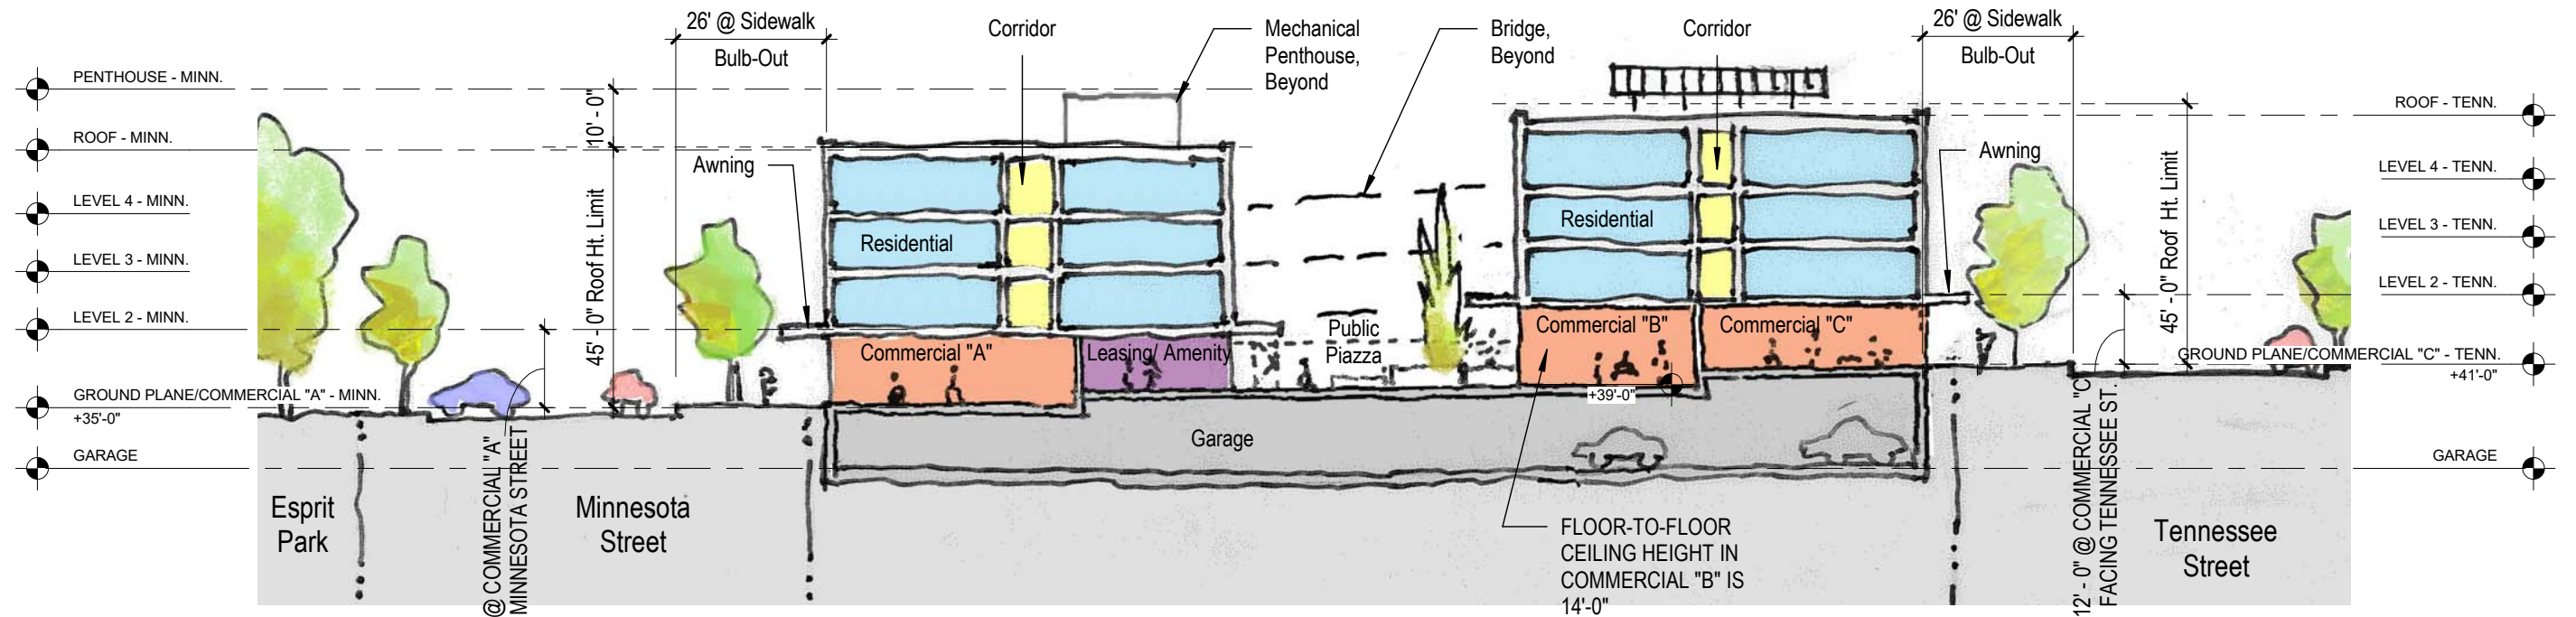 26' @ Sidewalk
Bulb-Out
Corridor
Mechanical
Penthouse,
Beyond
Bridge,
Beyond
Corridor
26' @ Sidewalk
Bulb-Out
PENTHOUSE - MINN.
ROOF - MINN.
LEVEL 4 - MINN.
LEVEL 3 - MINN.
LEVEL 2 - MINN.
GROUND PLANE/COMMERCIAL "A" - MINN.
+35'-0"
GARAGE
10' - 0"
45' - 0" Roof Ht. Limit
Awning
Residential
Commercial "A"
Leasing/ Amenity
Public
Piazza
Residential
Commercial "B"
Commercial "C"
+39'-0"
Garage
Awning
45' - 0" Roof Ht. Limit
ROOF - TENN.
LEVEL 4 - TENN.
LEVEL 3 - TENN.
LEVEL 2 - TENN.
GROUND PLANE/COMMERCIAL "C" - TENN.
+41'-0"
GARAGE
Esprit
Park
@ COMMERCIAL "A"
MINNESOTA STREET
Minnesota
Street
FLOOR-TO-FLOOR
CEILING HEIGHT IN
COMMERCIAL "B" IS
14'-0"
12' - 0" @ COMMERCIAL "C"
FACING TENNESSEE ST.
Tennessee
Street